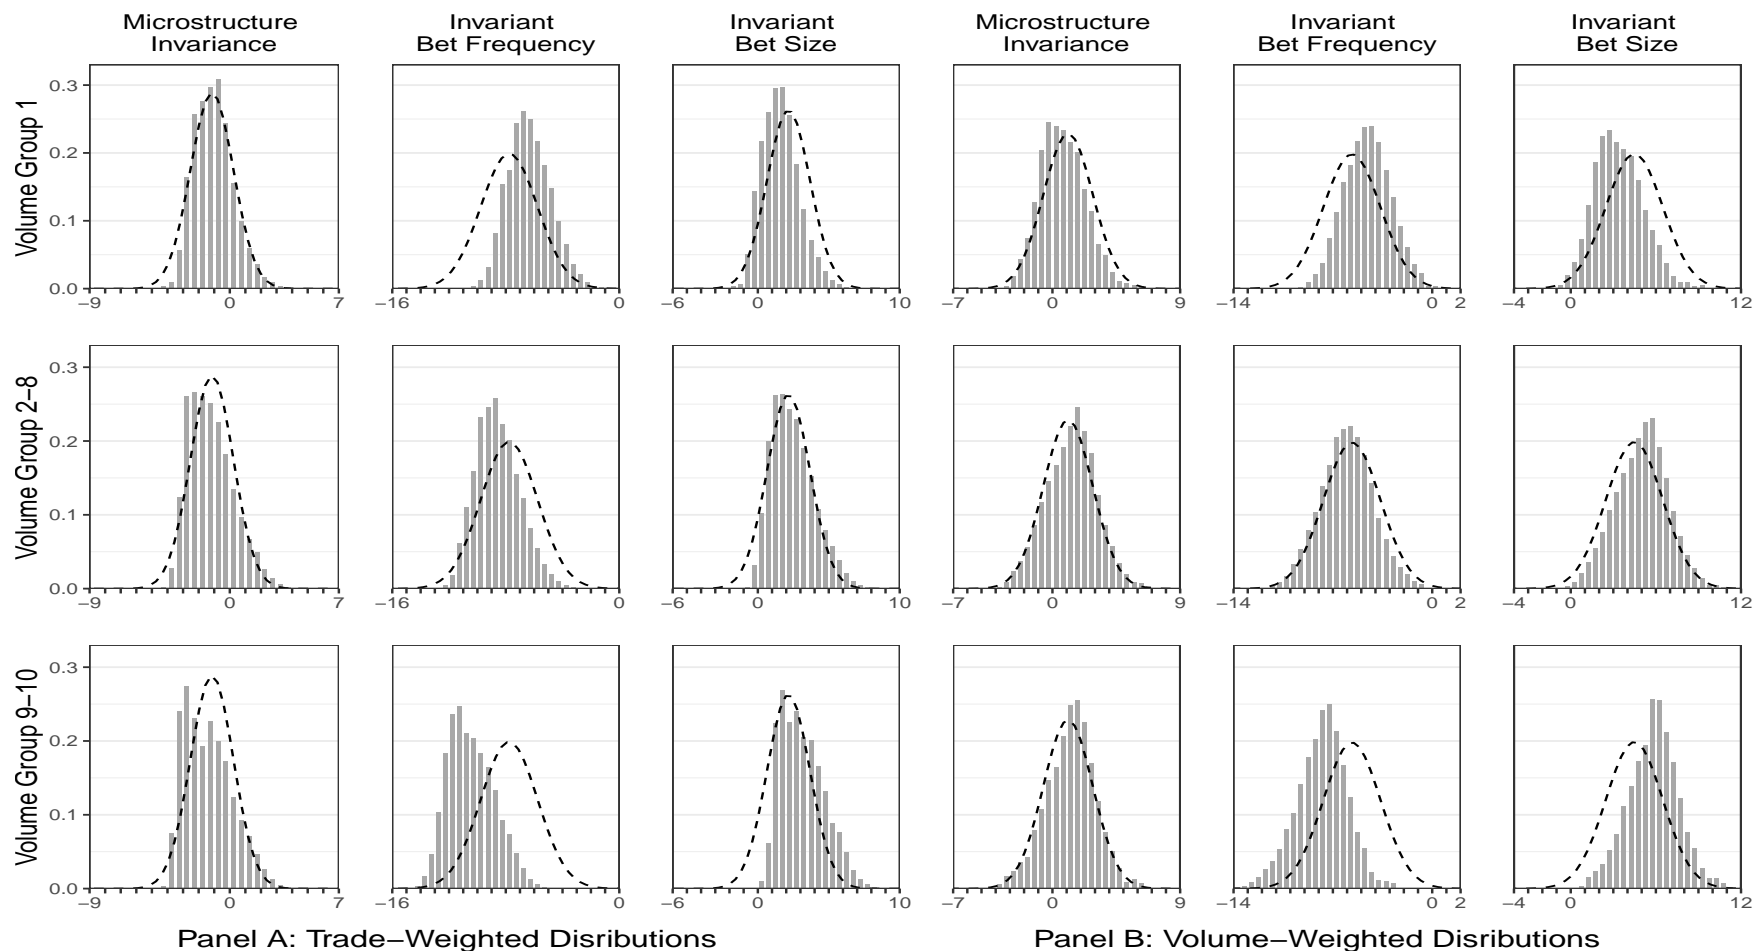 Microstructure Invariance Invariant Invariant Microstructure Invariant Invariant
Invariance Bet Frequency Bet Size Invariance Bet Frequency Bet Size
Volume Group 1
0.3
0.2
0.1
0.0
−9 0 7 −16 0 −6 0 10 −7 0 9 −14 0 2 −4 0 12
Volume Group 2−8
0.3
0.2
0.1
0.0
−9 0 7 −16 0 −6 0 10 −7 0 9 −14 0 2 −4 0 12
Volume Group 9−10
0.3
0.2
0.1
0.0
−9 0 7 −16 0 −6 0 10 −7 0 9 −14 0 2 −4 0 12
Panel A: Trade−Weighted Disributions Panel B: Volume−Weighted Distributions